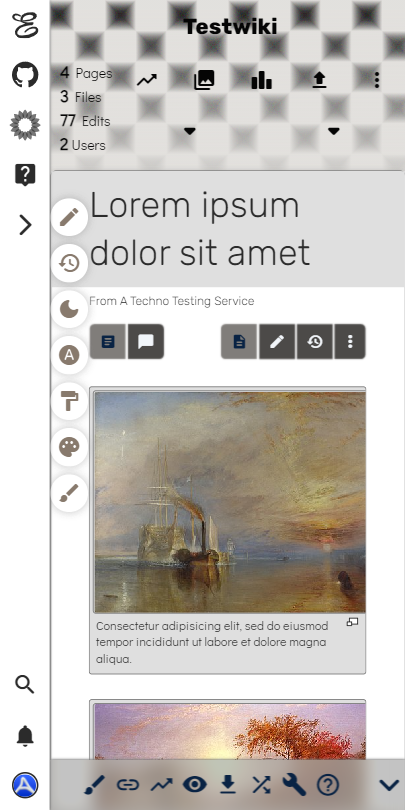 Testwiki
4 Pages
3 Files
77 Edits
2 Users
Lorem ipsum
dolor sit amet
From A Techno Testing Service
A
Consectetur adipisicing elit, sed do eiusmod
tempor incididunt ut labore et dolore magna
aliqua.